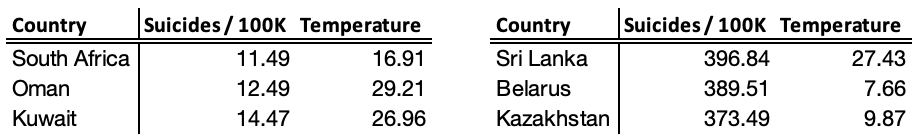 Country Suicides / 100K Temperature
South Africa 11.49 16.91
Oman 12.49 29.21
Kuwait 14.47 26.96
Country Suicides / 100K Temperature
Sri Lanka 396.84 27.43
Belarus 389.51 7.66
Kazakhstan 373.49 9.87